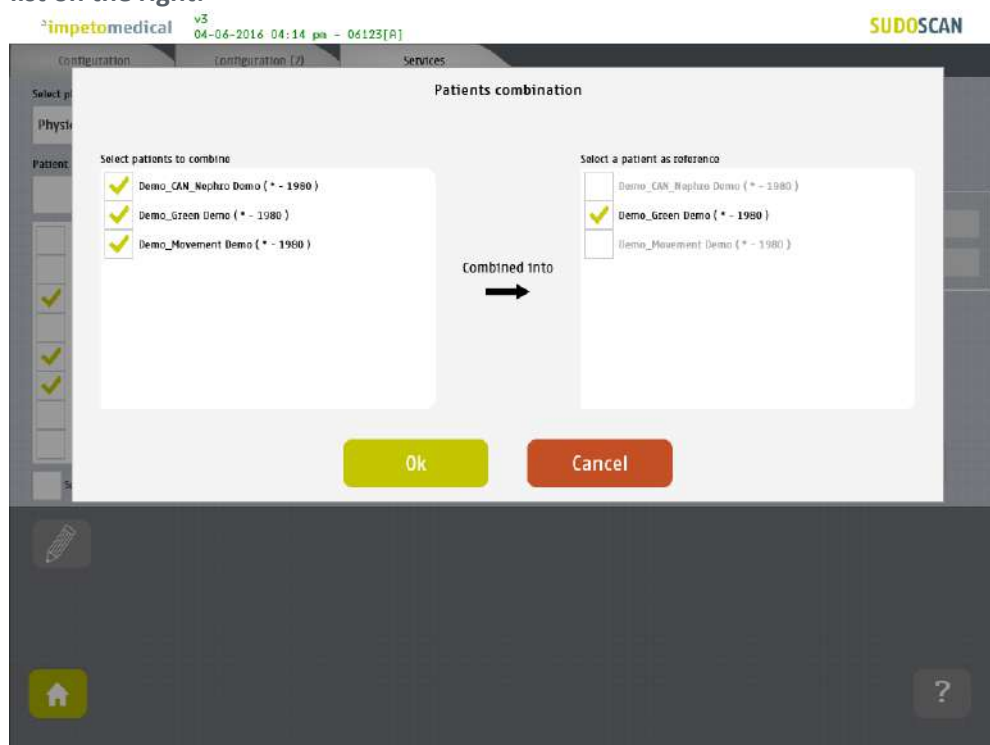 list on the right.
impetomedical
v3
04-06-2016 04:14 pm - 06123[A]
SUDOSCAN
Configuration
Configuration (2)
Services
Select p
Patients combination
Physi
Patient
Select patients to combine
Select a patient as reference
Demo_CAN_Nephro Demo ( * - 1980 )
Demo_CAN_Nephro Demo ( * - 1980 )
Demo_Green Demo ( * - 1980 )
Demo_Green Demo ( * - 1980 )
Demo_Movement Demo ( * - 1980 )
Demo_Movement Demo ( * - 1980 )
Combined into
Ok
Cancel
?